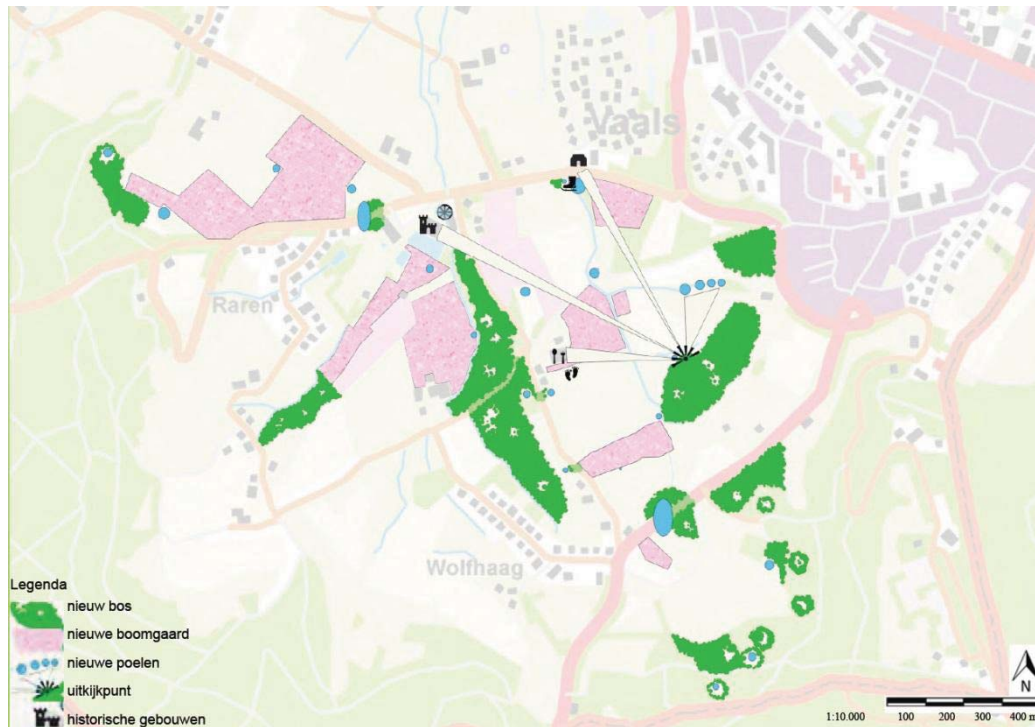 Vaals
Raren
Wolfhaag
Legenda
nieuw bos
nieuwe boomgaard
nieuwe poelen
uitkijkpunt
historische gebouwen
N
1:10.000 100 200 300 400 m